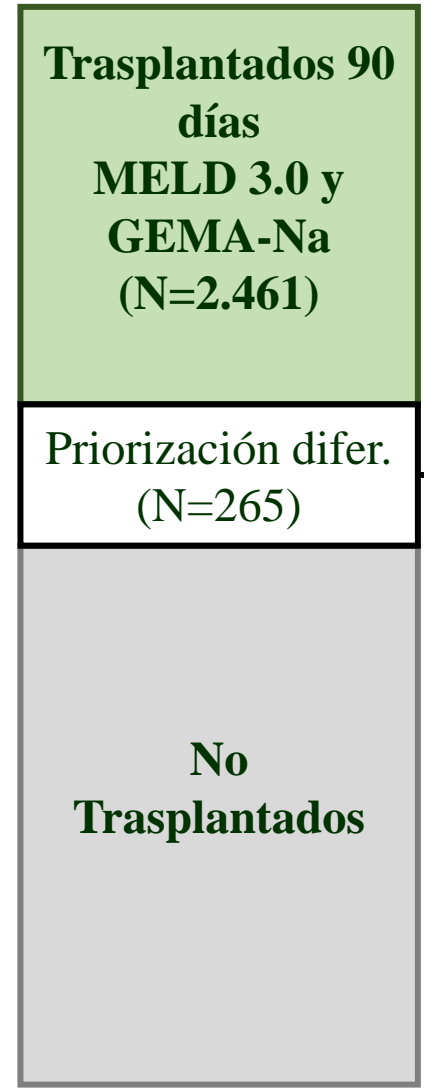 Trasplantados 90
días
MELD 3.0 y
GEMA-Na
(N=2.461)
Priorización difer.
(N=265)
No
Trasplantados